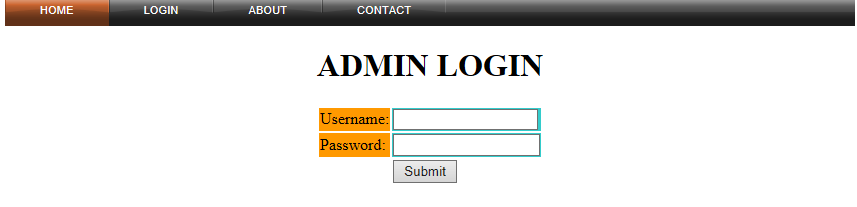 HOME LOGIN ABOUT CONTACT
ADMIN LOGIN
Username:
Password:
Submit